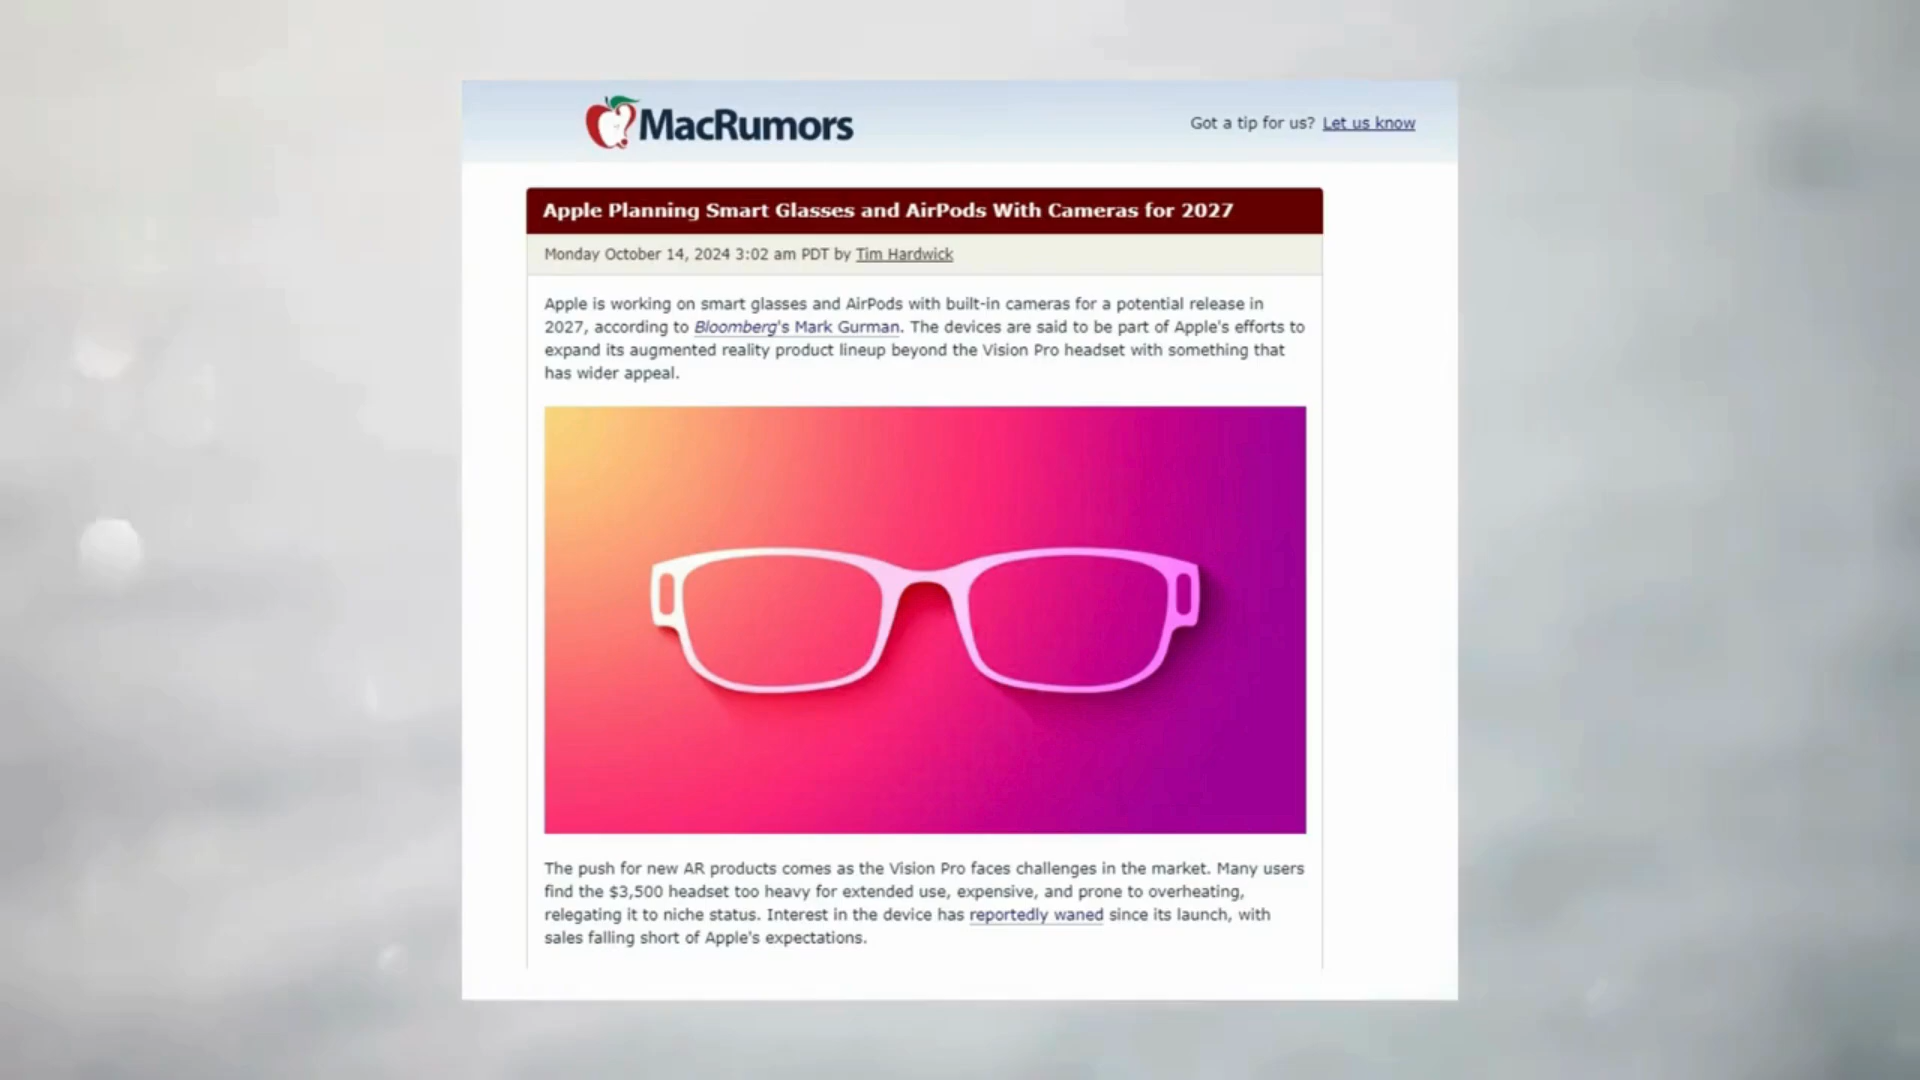 MacRumors
Got a tip for us? Let us know
Apple Planning Smart Glasses and AirPods With Cameras for 2027
Monday October 14, 2024 3:02 am PDT by Tim Hardwick
Apple is working on smart glasses and AirPods with built-in cameras for a potential release in
2027, according to Bloomberg's Mark Gurman. The devices are said to be part of Apple's efforts to
expand its augmented reality product lineup beyond the Vision Pro headset with something that
has wider appeal.
The push for new AR products comes as the Vision Pro faces challenges in the market. Many users
find the $3,500 headset too heavy for extended use, expensive, and prone to overheating,
relegating it to niche status. Interest in the device has reportedly waned since its launch, with
sales falling short of Apple's expectations.